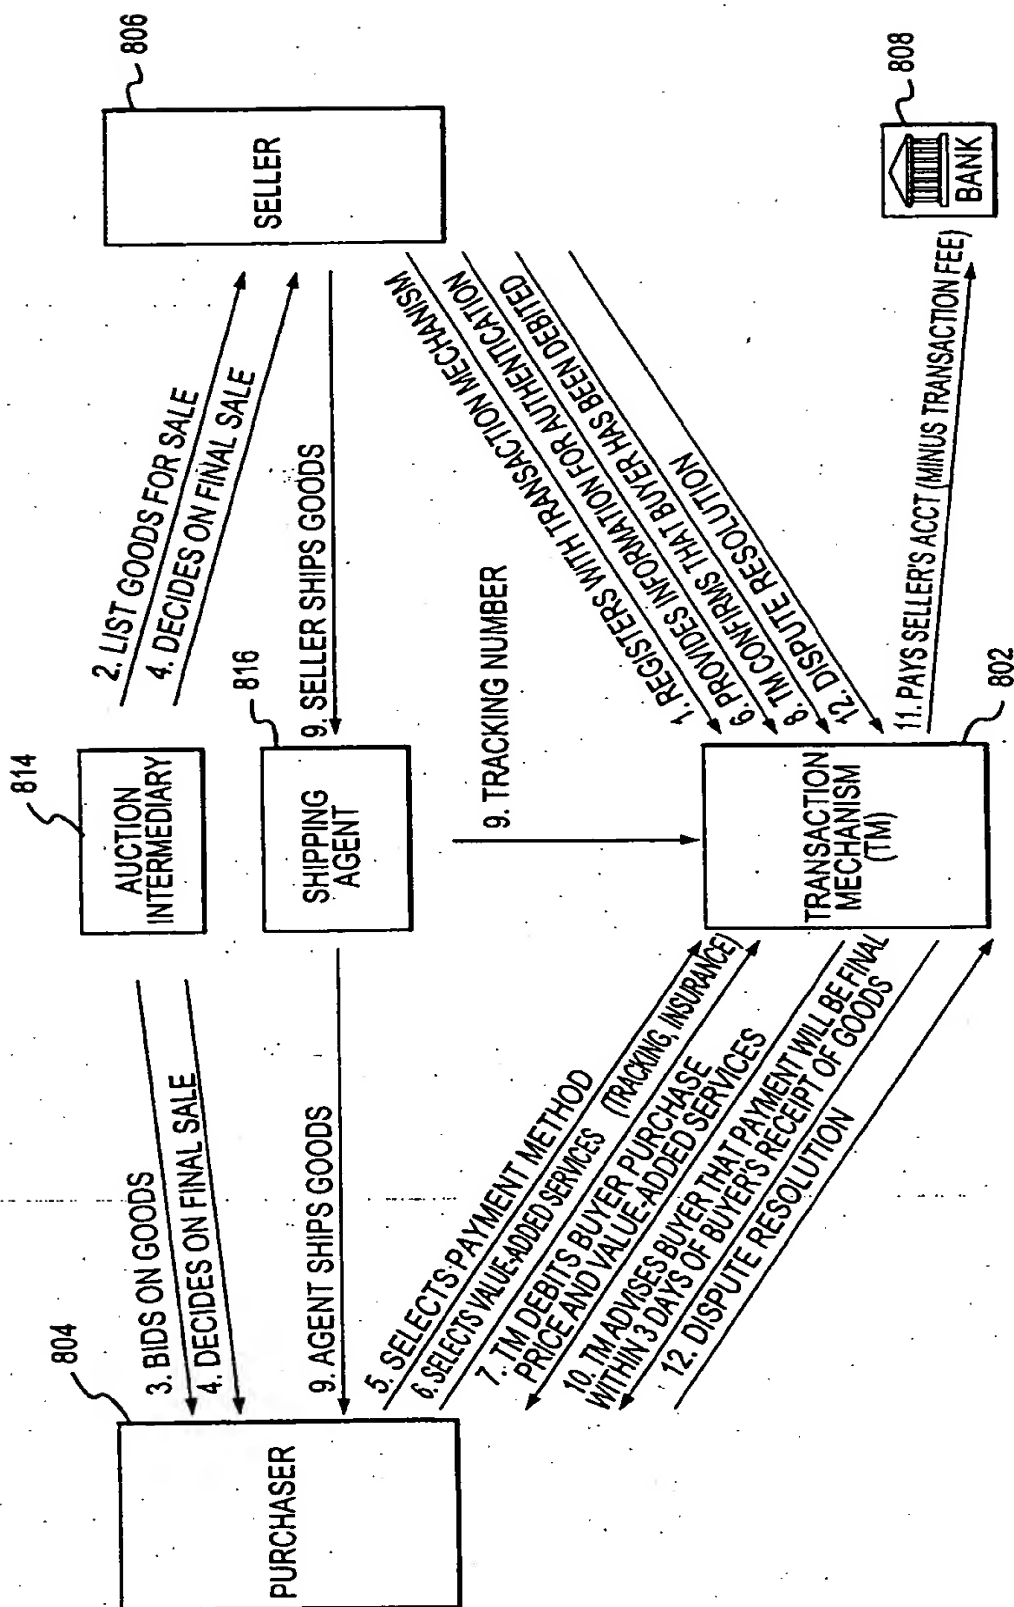 804
PURCHASER
3. BIDS ON GOODS
4. DECIDES ON FINAL SALE
814
AUCTION
INTERMEDIARY
2. LIST GOODS FOR SALE
4. DECIDES ON FINAL SALE
806
SELLER
9. AGENT SHIPS GOODS
816
SHIPPING
AGENT
9. SELLER SHIPS GOODS
9. TRACKING NUMBER
5. SELECTS PAYMENT METHOD
6. SELECTS VALUE-ADDED SERVICES (TRACKING, INSURANCE)
7. TM DEBITS BUYER PURCHASE
PRICE AND VALUE-ADDED SERVICES
10. TM ADVISES BUYER THAT PAYMENT WILL BE FINAL
WITHIN 3 DAYS OF BUYER'S RECEIPT OF GOODS
12. DISPUTE RESOLUTION
1. REGISTERS WITH TRANSACTION MECHANISM
6. PROVIDES INFORMATION FOR AUTHENTICATION
8. TM CONFIRMS THAT BUYER HAS BEEN DEBITED
12. DISPUTE RESOLUTION
TRANSACTION
MECHANISM
(TM)
802
11. PAYS SELLER'S ACCT (MINUS TRANSACTION FEE)
808
BANK